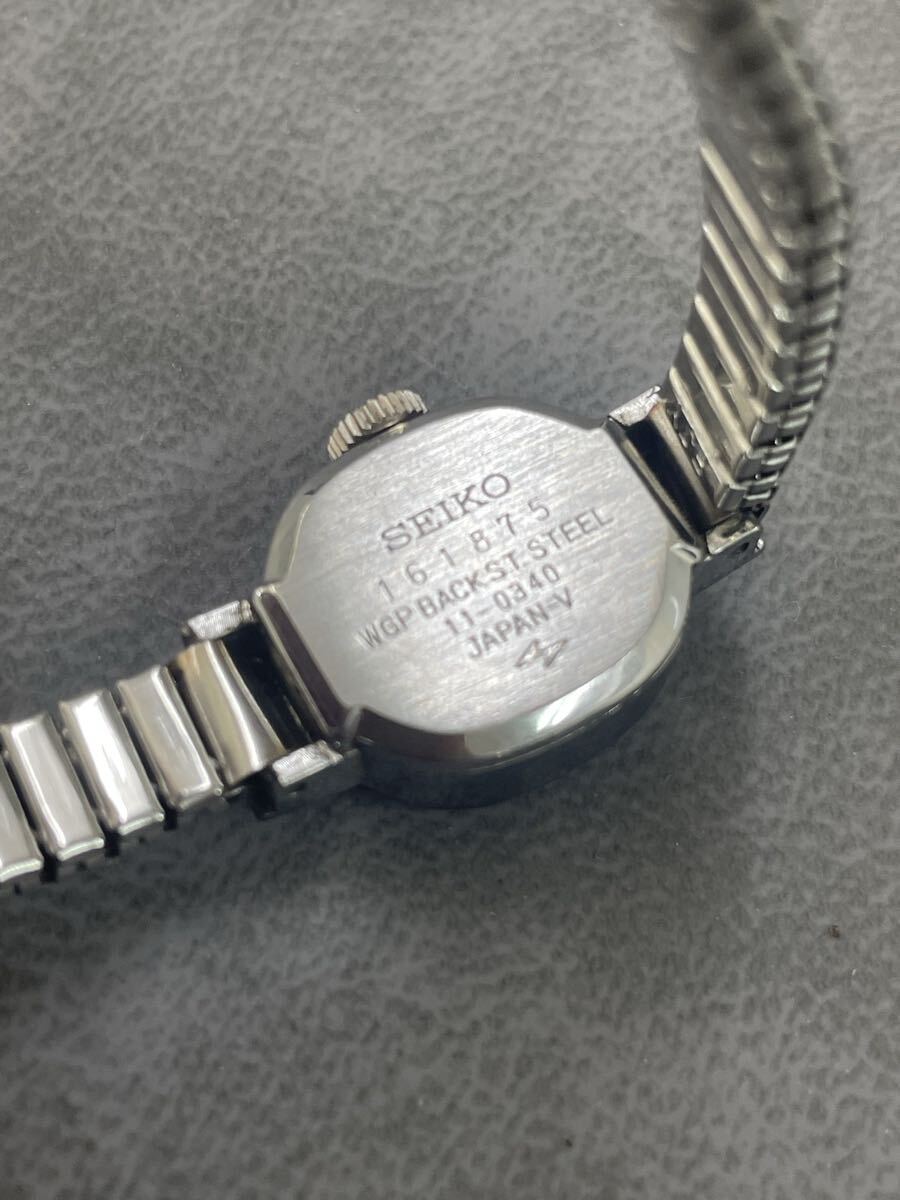 SEIKO
161875
WGP BACK ST. STEEL
11-0340
JAPAN-V